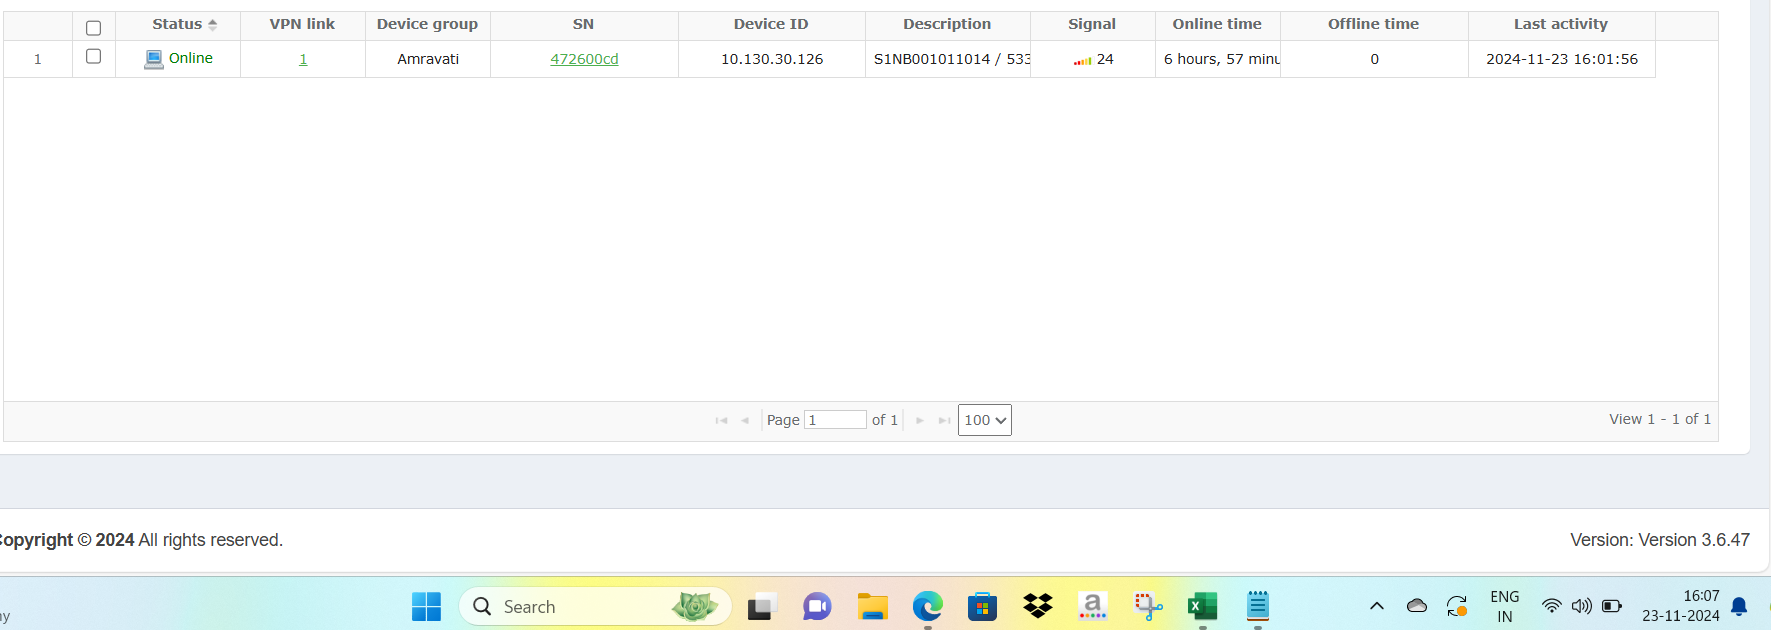 Status VPN link Device group SN Device ID Description Signal Online time Offline time Last activity
1 Online 1 Amravati 472600cd 10.130.30.126 S1NB001011014 / 533 24 6 hours, 57 minu 0 2024-11-23 16:01:56
Page 1 of 1 100 View 1 - 1 of 1
opyright © 2024 All rights reserved. Version: Version 3.6.47
Search ENG 16:07
IN 23-11-2024